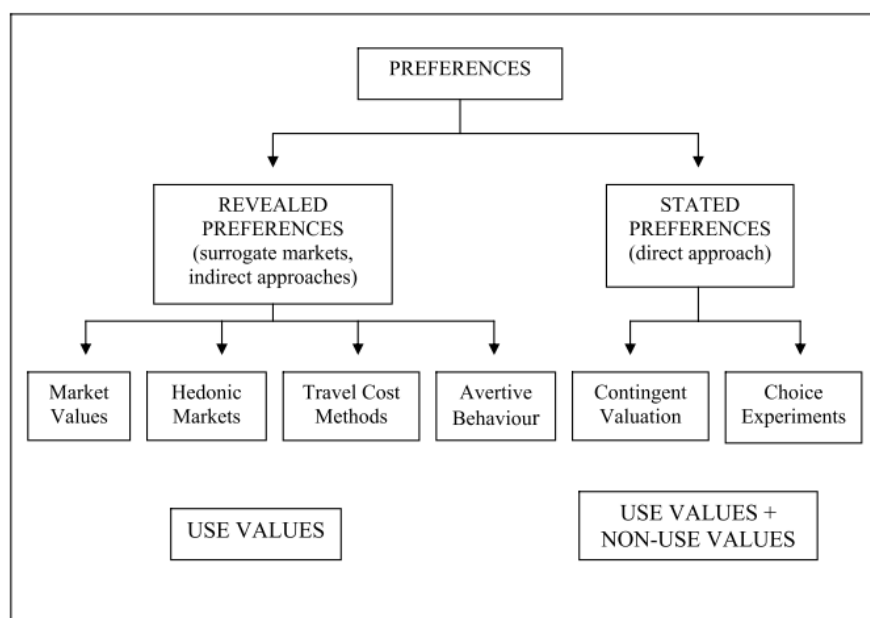 PREFERENCES
REVEALED
PREFERENCES
(surrogate markets,
indirect approaches)
STATED
PREFERENCES
(direct approach)
Market
Values
Hedonic
Markets
Travel Cost
Methods
Avertive
Behaviour
Contingent
Valuation
Choice
Experiments
USE VALUES
USE VALUES +
NON-USE VALUES